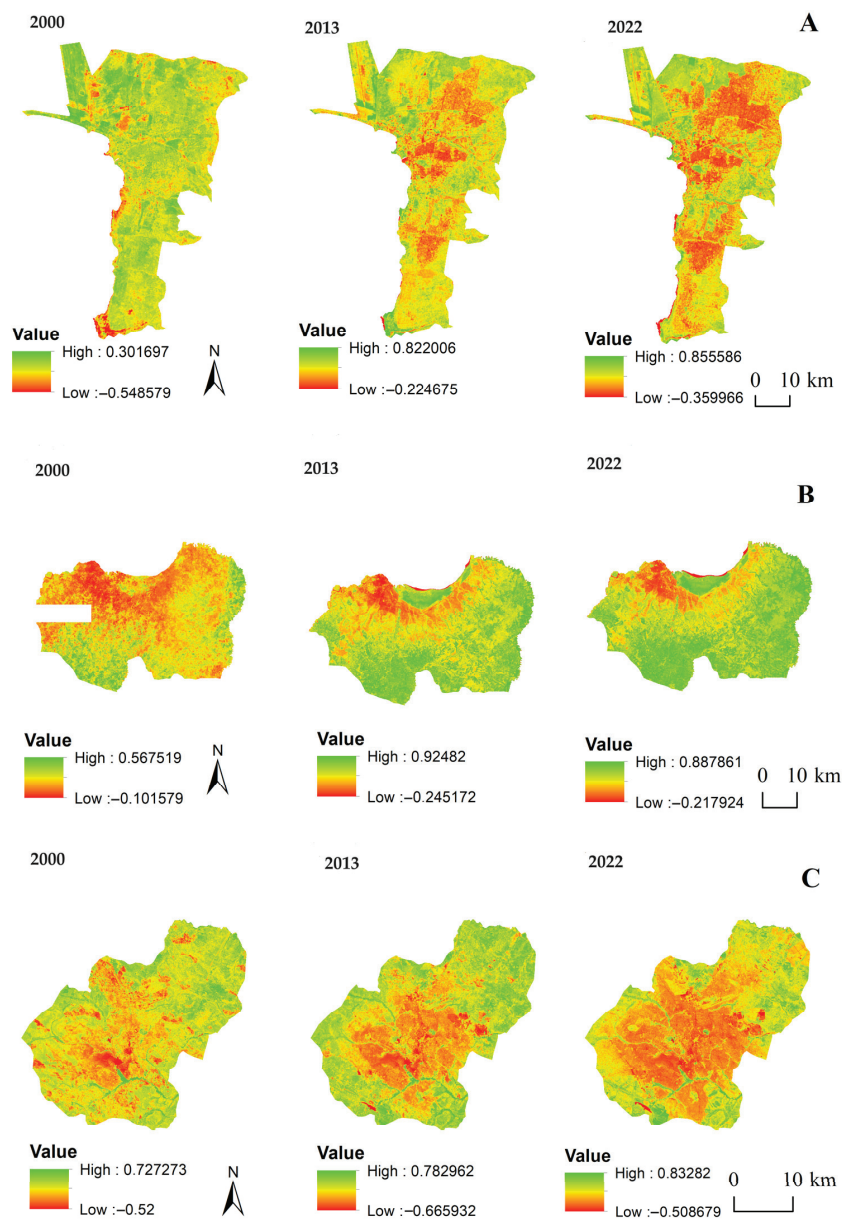 A
2000
2013
2022
Value
High : 0.301697
Low :–0.548579
N
Value
High : 0.822006
Low :–0.224675
Value
High : 0.855586
Low :–0.359966
0 10 km
B
2000
2013
2022
Value
High : 0.567519
Low :–0.101579
N
Value
High : 0.92482
Low :–0.245172
Value
High : 0.887861
Low :–0.217924
0 10 km
C
2000
2013
2022
Value
High : 0.727273
Low :–0.52
N
Value
High : 0.782962
Low :–0.665932
Value
High : 0.83282
Low :–0.508679
0 10 km